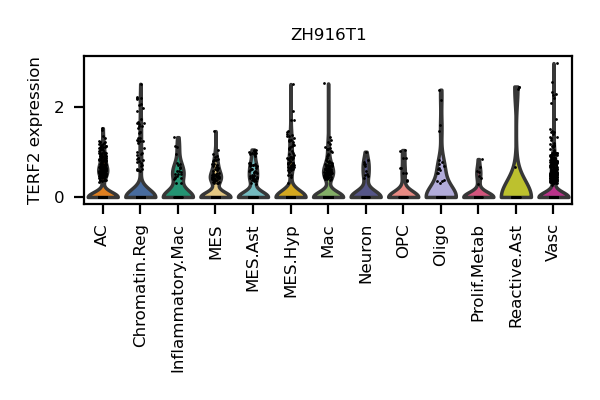 ZH916T1
TERF2 expression
2
0
AC
Chromatin.Reg
Inflammatory.Mac
MES
MES.Ast
MES.Hyp
Mac
Neuron
OPC
Oligo
Prolif.Metab
Reactive.Ast
Vasc